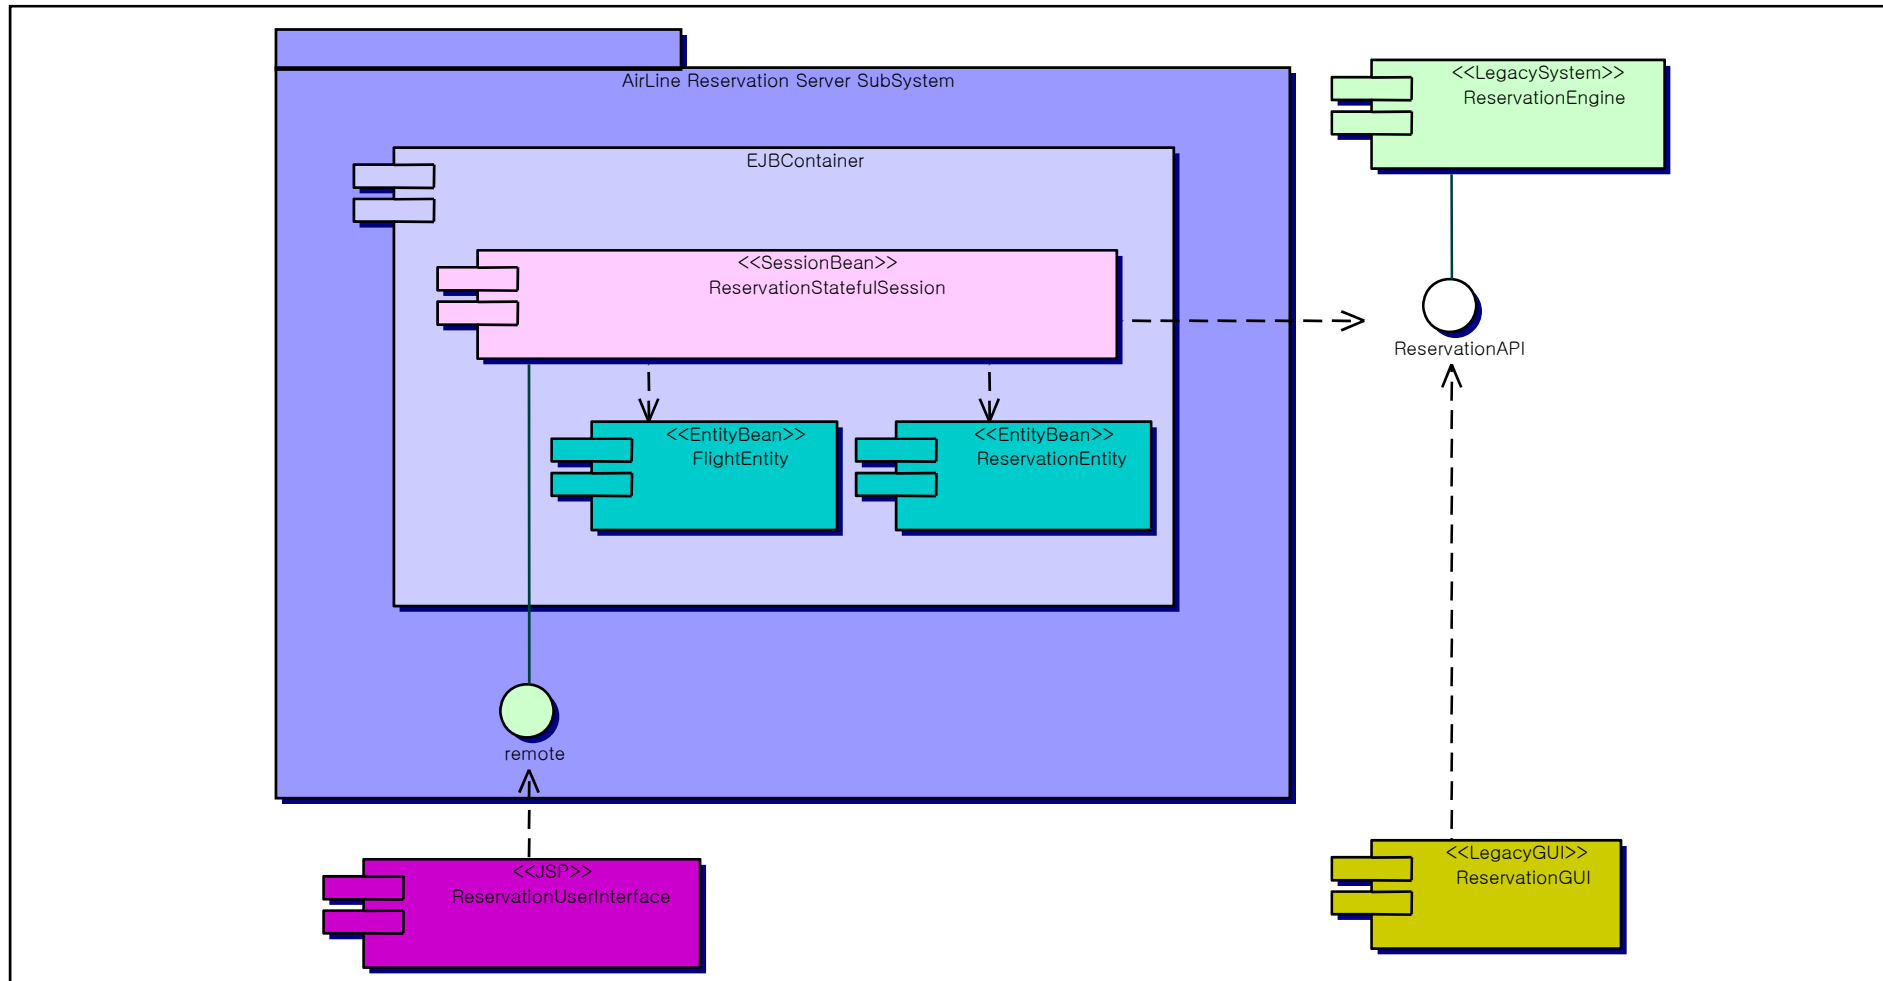 AirLine Reservation Server SubSystem
<<LegacySystem>>
ReservationEngine
EJBContainer
<<SessionBean>>
ReservationStatefulSession
ReservationAPI
<<EntityBean>>
FlightEntity
<<EntityBean>>
ReservationEntity
remote
<<JSP>>
ReservationUserInterface
<<LegacyGUI>>
ReservationGUI